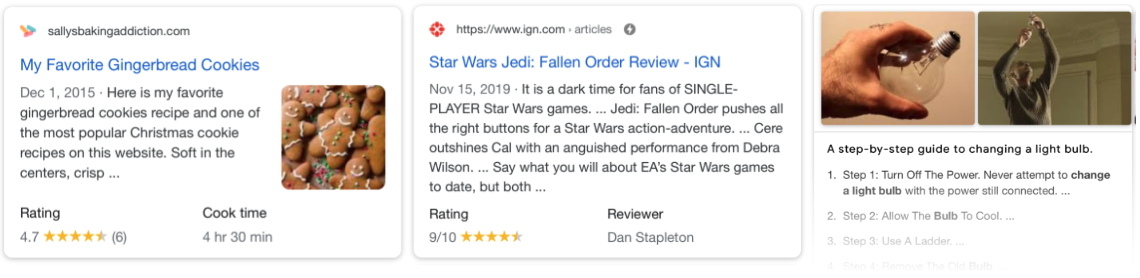 sallysbakingaddiction.com
My Favorite Gingerbread Cookies
Dec 1, 2015 · Here is my favorite
gingerbread cookies recipe and one of
the most popular Christmas cookie
recipes on this website. Soft in the
centers, crisp ...
Rating
Cook time
4.7
(6)
4 hr 30 min
https://www.ign.com › articles
Star Wars Jedi: Fallen Order Review - IGN
Nov 15, 2019 · It is a dark time for fans of SINGLE-
PLAYER Star Wars games. ... Jedi: Fallen Order pushes all
the right buttons for a Star Wars action-adventure. ... Cere
outshines Cal with an anguished performance from Debra
Wilson. ... Say what you will about EA's Star Wars games
to date, but both ...
Rating
Reviewer
9/10
Dan Stapleton
A step-by-step guide to changing a light bulb.
1. Step 1: Turn Off The Power. Never attempt to change
a light bulb with the power still connected. ...
2. Step 2: Allow The Bulb To Cool. ...
3. Step 3: Use A Ladder. ...
4. Step 4: Remove The Old Bulb